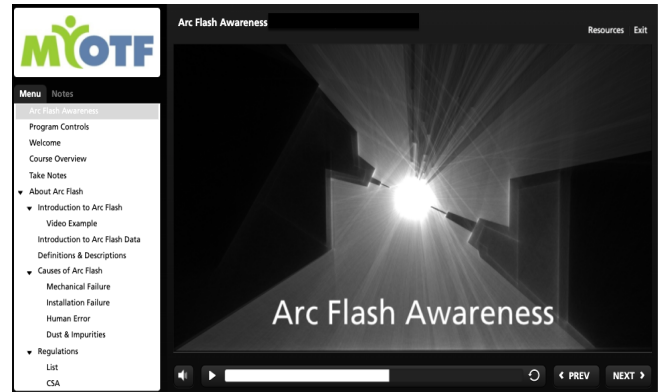 MYOTF
Arc Flash Awareness
Resources Exit
Menu Notes
Arc Flash Awareness
Program Controls
Welcome
Course Overview
Take Notes
About Arc Flash
Introduction to Arc Flash
Video Example
Introduction to Arc Flash Data
Definitions & Descriptions
Causes of Arc Flash
Mechanical Failure
Installation Failure
Human Error
Dust & Impurities
Regulations
List
CSA
Arc Flash Awareness
PREV NEXT